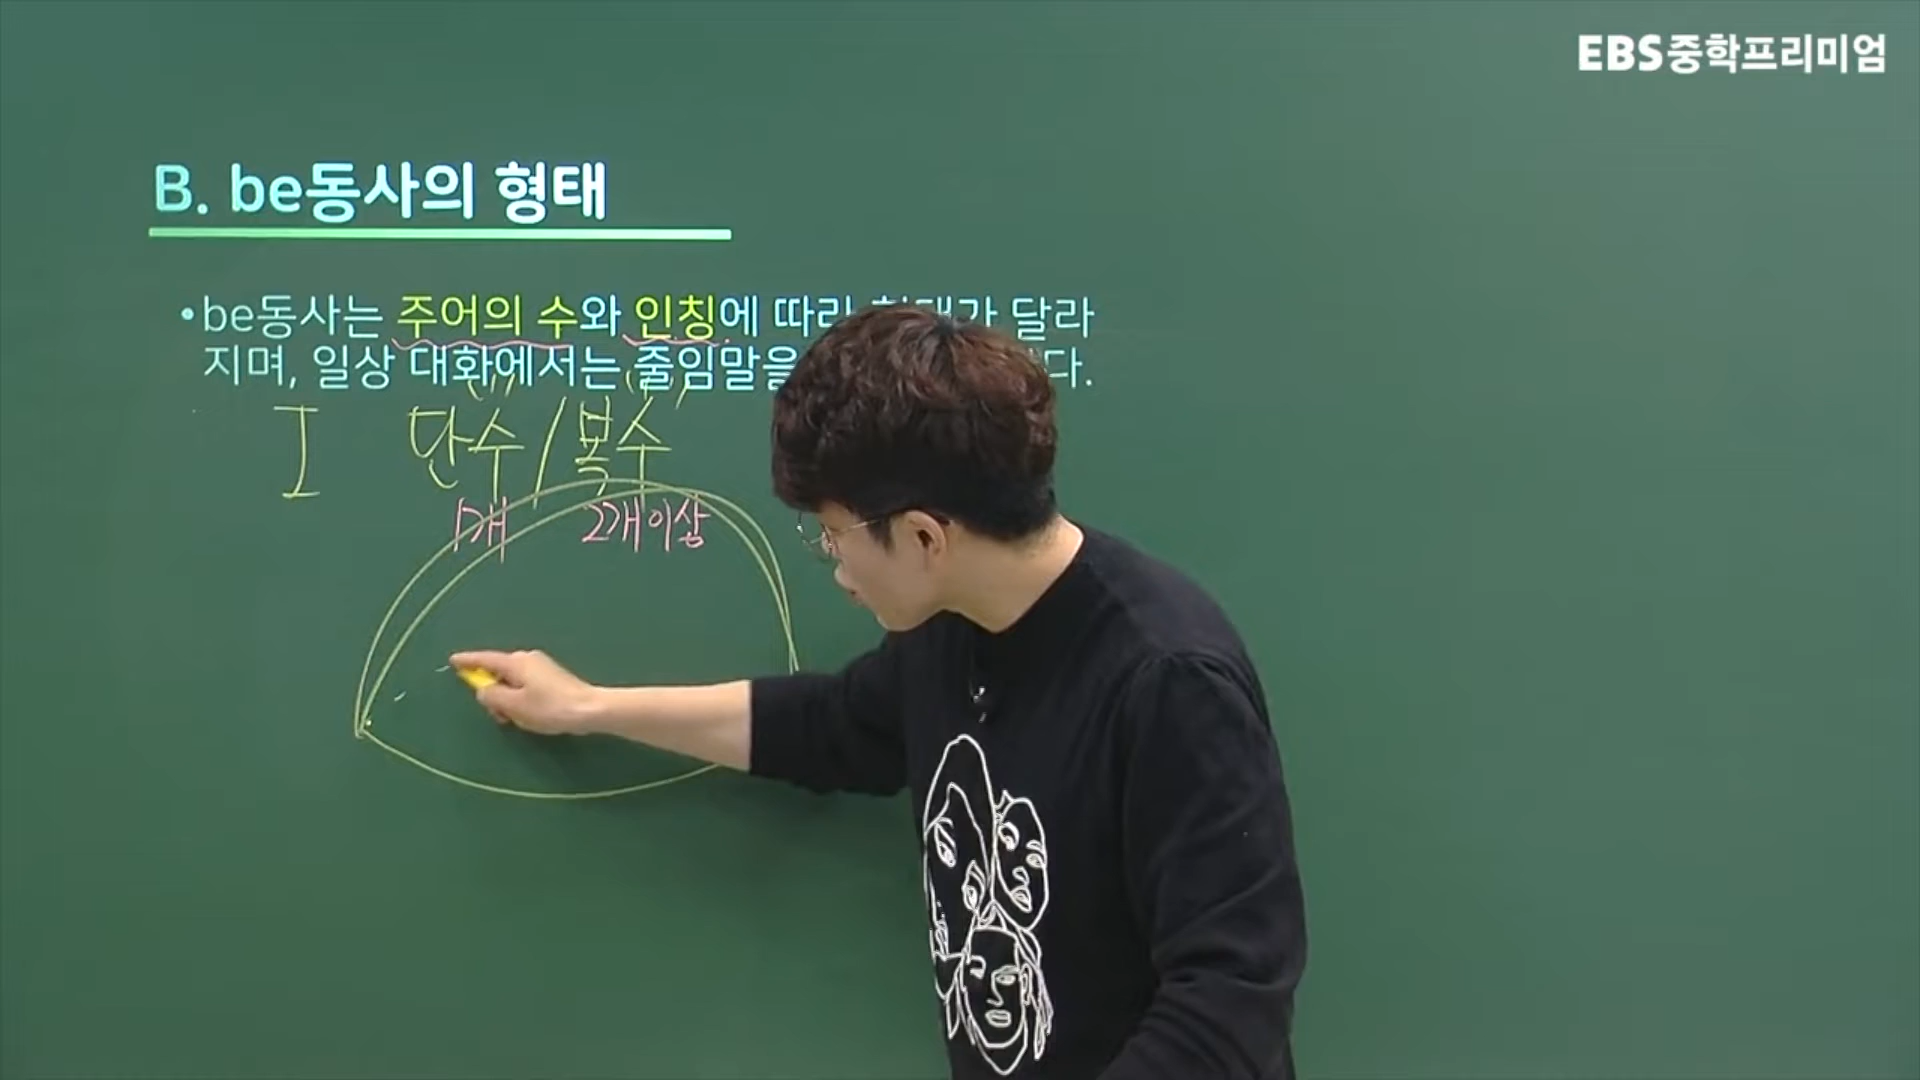 EBS중학프리미엄
B. be동사의 형태
•be동사는 주어의 수와 인칭에 따라 달라
지며, 일상 대화에서는 줄임말을 다.
I 단수/복수
1개 2개이상